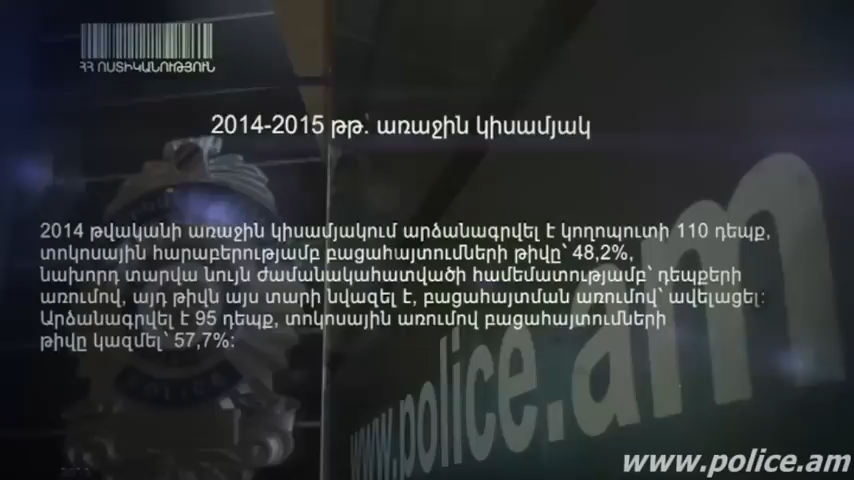 ՀՀ ՈՍՏԻԿԱՆՈՒԹՅՈՒՆ
2014-2015 թթ. առաջին կիսամյակ
2014 թվականի առաջին կիսամյակում արձանագրվել է կողոպուտի 110 դեպք,
տոկոսային հարաբերությամբ բացահայտումների թիվը՝ 48,2%,
նախորդ տարվա նույն ժամանակահատվածի համեմատությամբ՝ դեպքերի
առումով, այդ թիվն այս տարի նվազել է, բացահայտման առումով՝ ավելացել:
Արձանագրվել է 95 դեպք, տոկոսային առումով բացահայտումների
թիվը կազմել՝ 57,7%:
POLICE
www.police.am
www.police.am